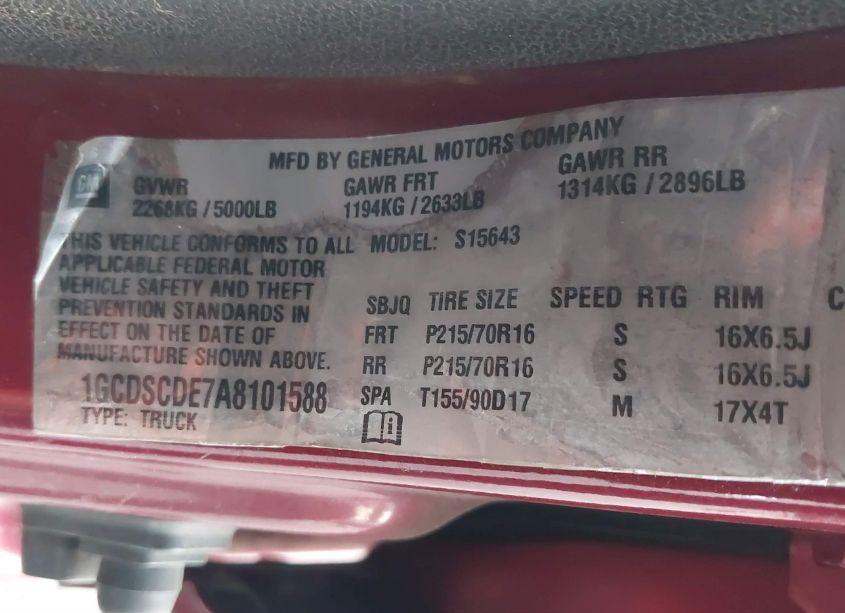 MFD BY GENERAL MOTORS COMPANY
GM
GVWR GAWR FRT GAWR RR
2268KG / 5000LB 1194KG / 2633LB 1314KG / 2896LB
THIS VEHICLE CONFORMS TO ALL MODEL: S15643
APPLICABLE FEDERAL MOTOR
VEHICLE SAFETY AND THEFT
PREVENTION STANDARDS IN
EFFECT ON THE DATE OF
MANUFACTURE SHOWN ABOVE.
1GCDSCDE7A8101588
TYPE: TRUCK
SBJQ TIRE SIZE SPEED RTG RIM C
FRT P215/70R16 S 16X6.5J
RR P215/70R16 S 16X6.5J
SPA T155/90D17 M 17X4T